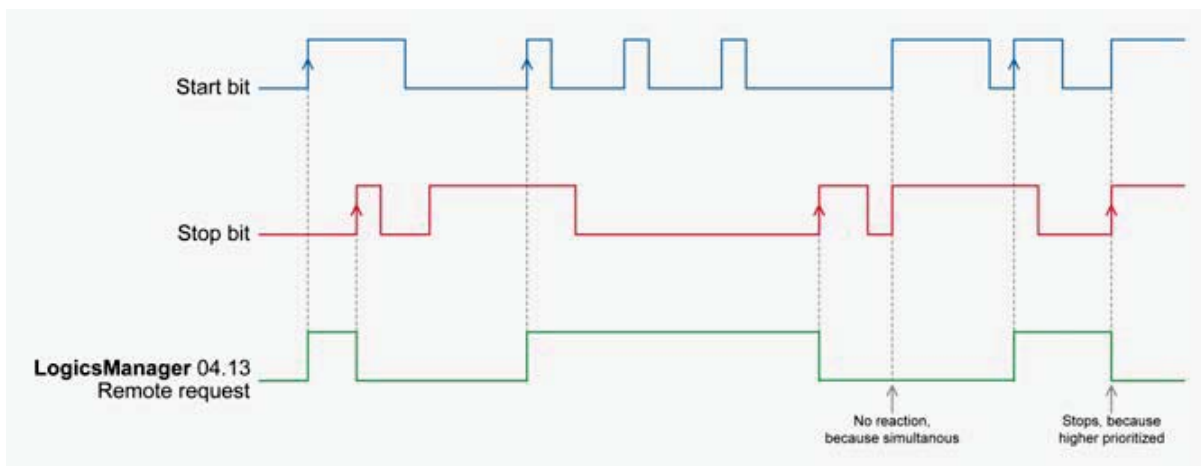 Start bit
Stop bit
LogicsManager 04.13
Remote request
No reaction,
because simultanous
Stops, because
higher prioritized